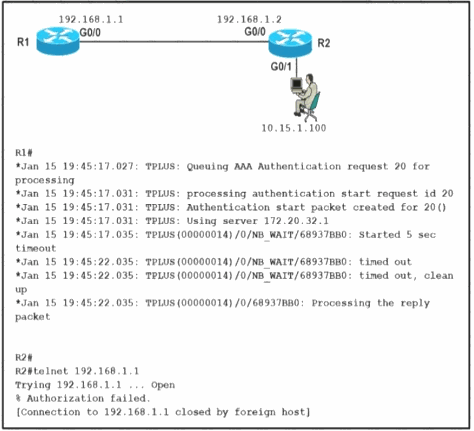 192.168.1.1 192.168.1.2
G0/0 G0/0
R1 R2
G0/1
10.15.1.100
R1#
*Jan 15 19:45:17.027: TPLUS: Queuing AAA Authentication request 20 for
processing
*Jan 15 19:45:17.031: TPLUS: processing authentication start request id 20
*Jan 15 19:45:17.031: TPLUS: Authentication start packet created for 20()
*Jan 15 19:45:17.031: TPLUS: Using server 172.20.32.1
*Jan 15 19:45:17.035: TPLUS(00000014)/0/NB_WAIT/68937BB0: Started 5 sec
timeout
*Jan 15 19:45:22.035: TPLUS(00000014)/0/NB_WAIT/68937BB0: timed out
*Jan 15 19:45:22.035: TPLUS(00000014)/0/NB_WAIT/68937BB0: timed out, clean
up
*Jan 15 19:45:22.035: TPLUS(00000014)/0/68937BB0: Processing the reply
packet
R2#
R2#telnet 192.168.1.1
Trying 192.168.1.1 ... Open
% Authorization failed.
[Connection to 192.168.1.1 closed by foreign host]